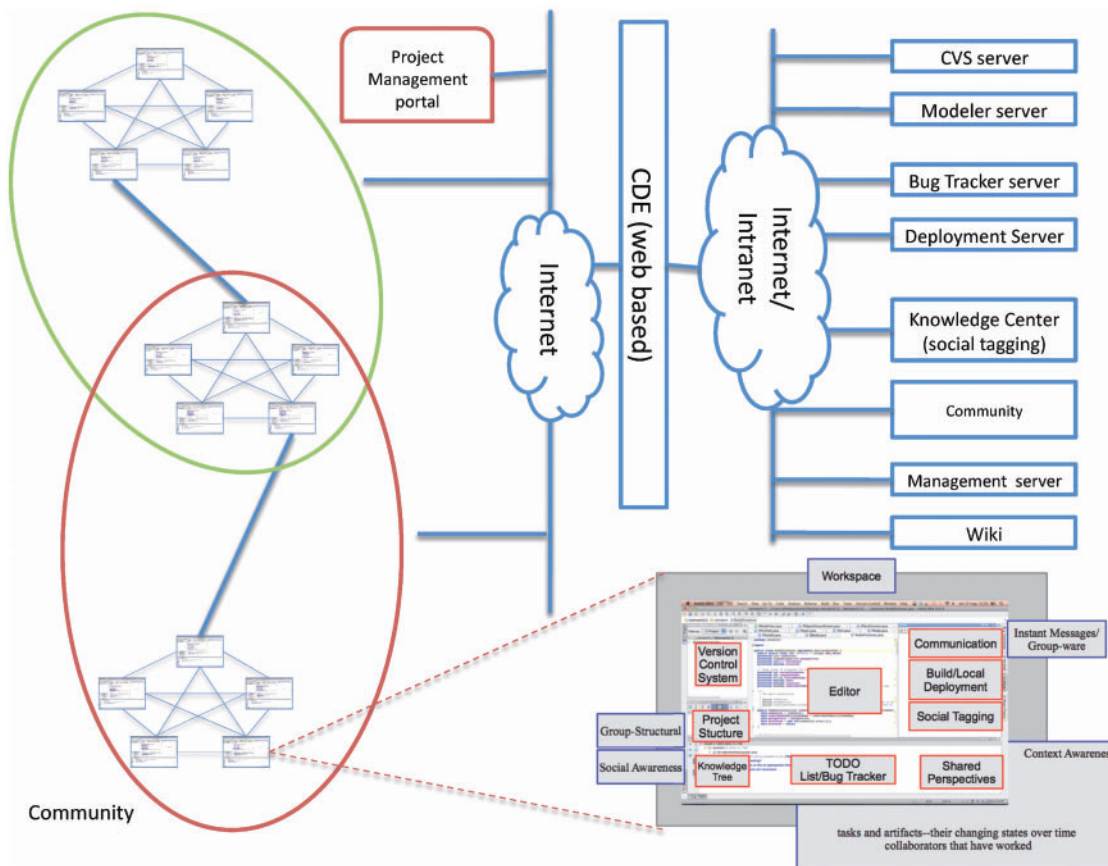 Project
Management
portal
CDE (web based)
Internet
Internet/
Intranet
CVS server
Modeler server
Bug Tracker server
Deployment Server
Knowledge Center
(social tagging)
Community
Management server
Wiki
Community
Workspace
Version
Control
System
Editor
Communication
Build/Local
Deployment
Social Tagging
Instant Messages/
Group-ware
Group-Structural
Social Awareness
Project
Stucture
Knowledge
Tree
TODO
List/Bug Tracker
Shared
Perspectives
Context Awarenes
tasks and artifacts--their changing states over time
collaborators that have worked